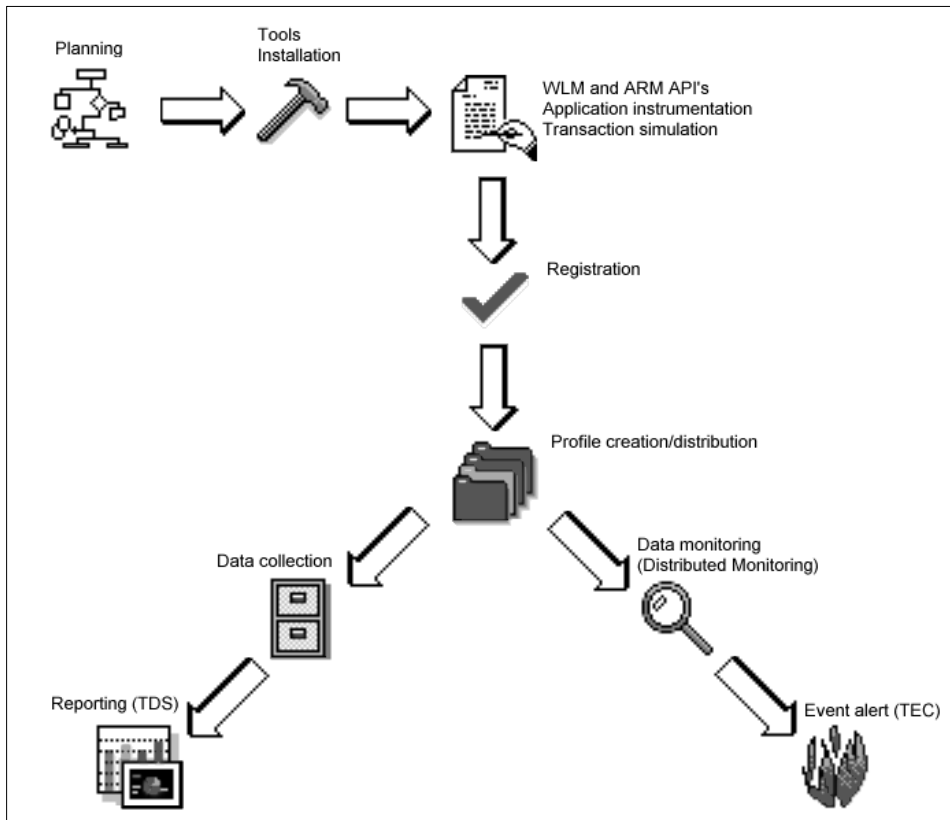 Planning
Tools
Installation
WLM and ARM API's
Application instrumentation
Transaction simulation
Registration
Profile creation/distribution
Data collection
Data monitoring
(Distributed Monitoring)
Reporting (TDS)
Event alert (TEC)